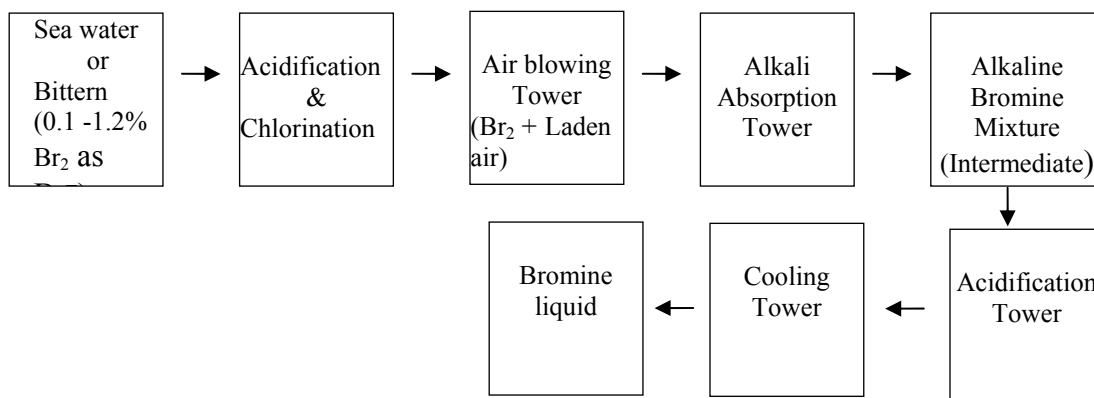 Sea water
or
Bittern
(0.1 -1.2%
Br₂ as
Acidification
&
Chlorination
Air blowing
Tower
(Br₂ + Laden
air)
Alkali
Absorption
Tower
Alkaline
Bromine
Mixture
(Intermediate)
Acidification
Tower
Cooling
Tower
Bromine
liquid